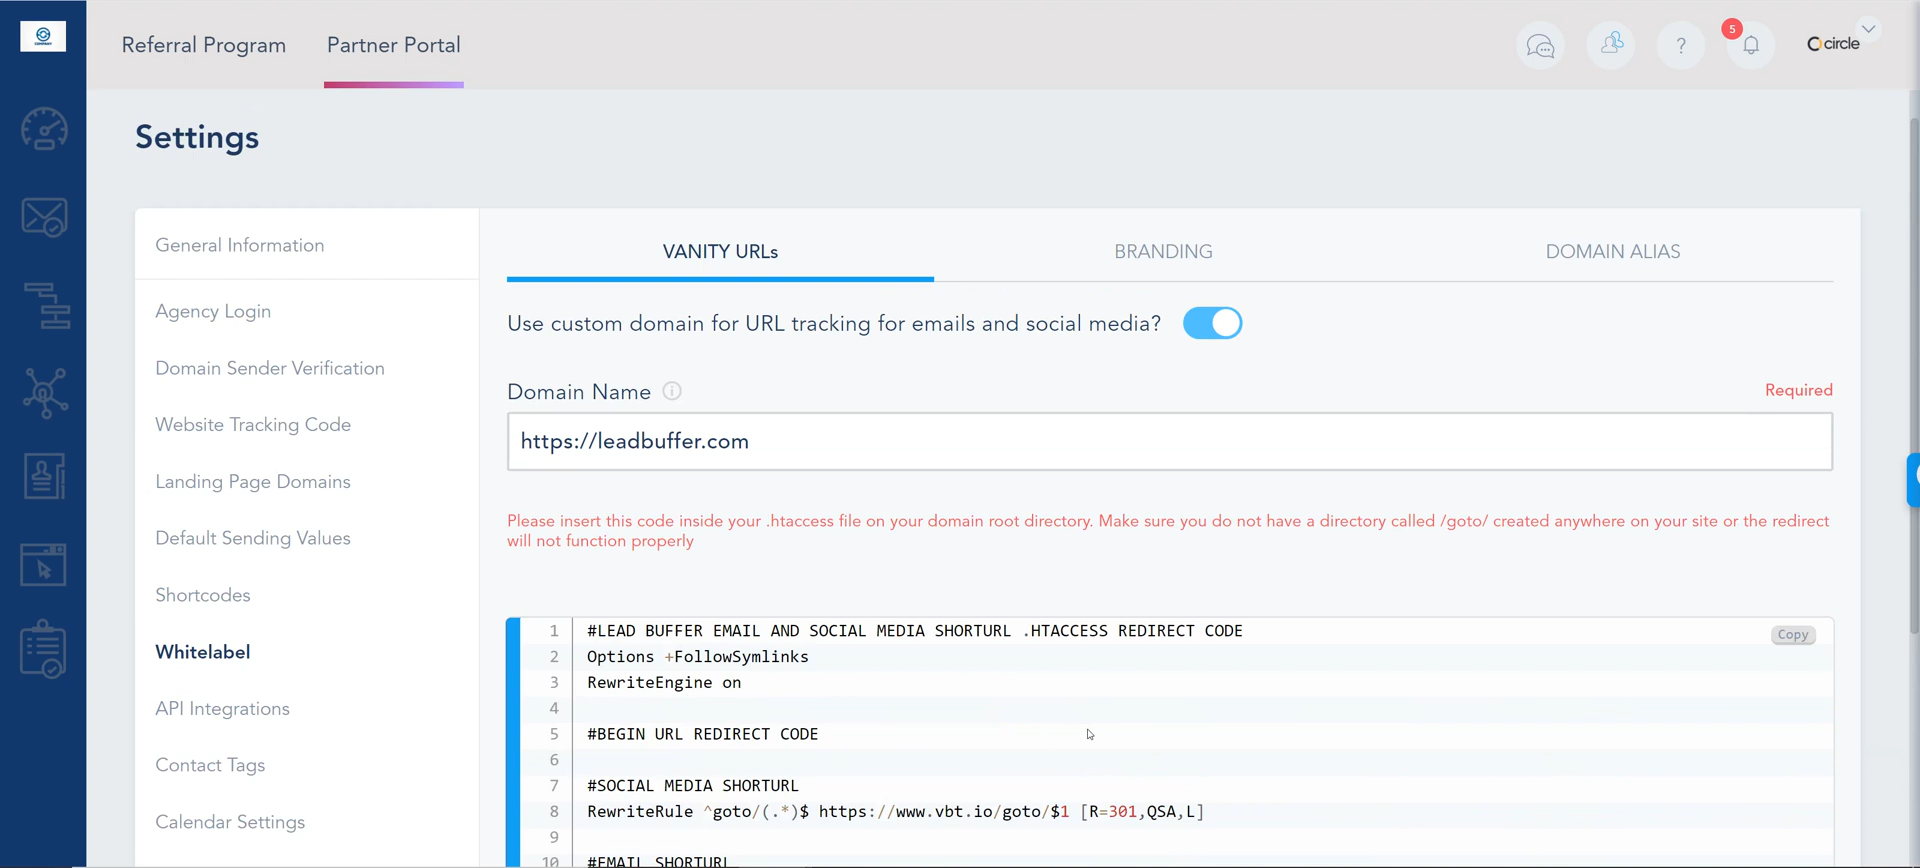 Referral Program
Partner Portal
?
5
circle
Settings
General Information
Agency Login
Domain Sender Verification
Website Tracking Code
Landing Page Domains
Default Sending Values
Shortcodes
Whitelabel
API Integrations
Contact Tags
Calendar Settings
VANITY URLs
BRANDING
DOMAIN ALIAS
Use custom domain for URL tracking for emails and social media?
Domain Name
Required
https://leadbuffer.com
Please insert this code inside your .htaccess file on your domain root directory. Make sure you do not have a directory called /goto/ created anywhere on your site or the redirect
will not function properly
Copy
1 #LEAD BUFFER EMAIL AND SOCIAL MEDIA SHORTURL .HTACCESS REDIRECT CODE
2 Options +FollowSymlinks
3 RewriteEngine on
4
5 #BEGIN URL REDIRECT CODE
6
7 #SOCIAL MEDIA SHORTURL
8 RewriteRule ^goto/(.*)$ https://www.vbt.io/goto/$1 [R=301,QSA,L]
9
10 #EMAIL SHORTURL